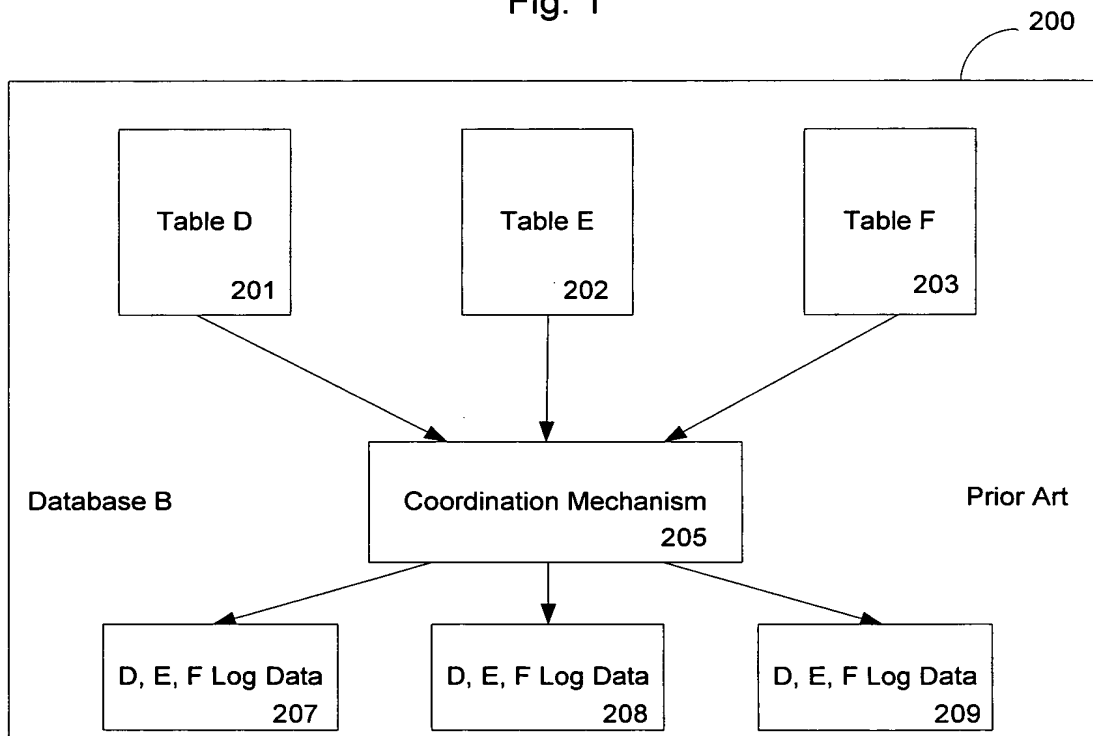 Fig. 1
200
Table D
201
Table E
202
Table F
203
Database B
Coordination Mechanism
205
Prior Art
D, E, F Log Data
207
D, E, F Log Data
208
D, E, F Log Data
209